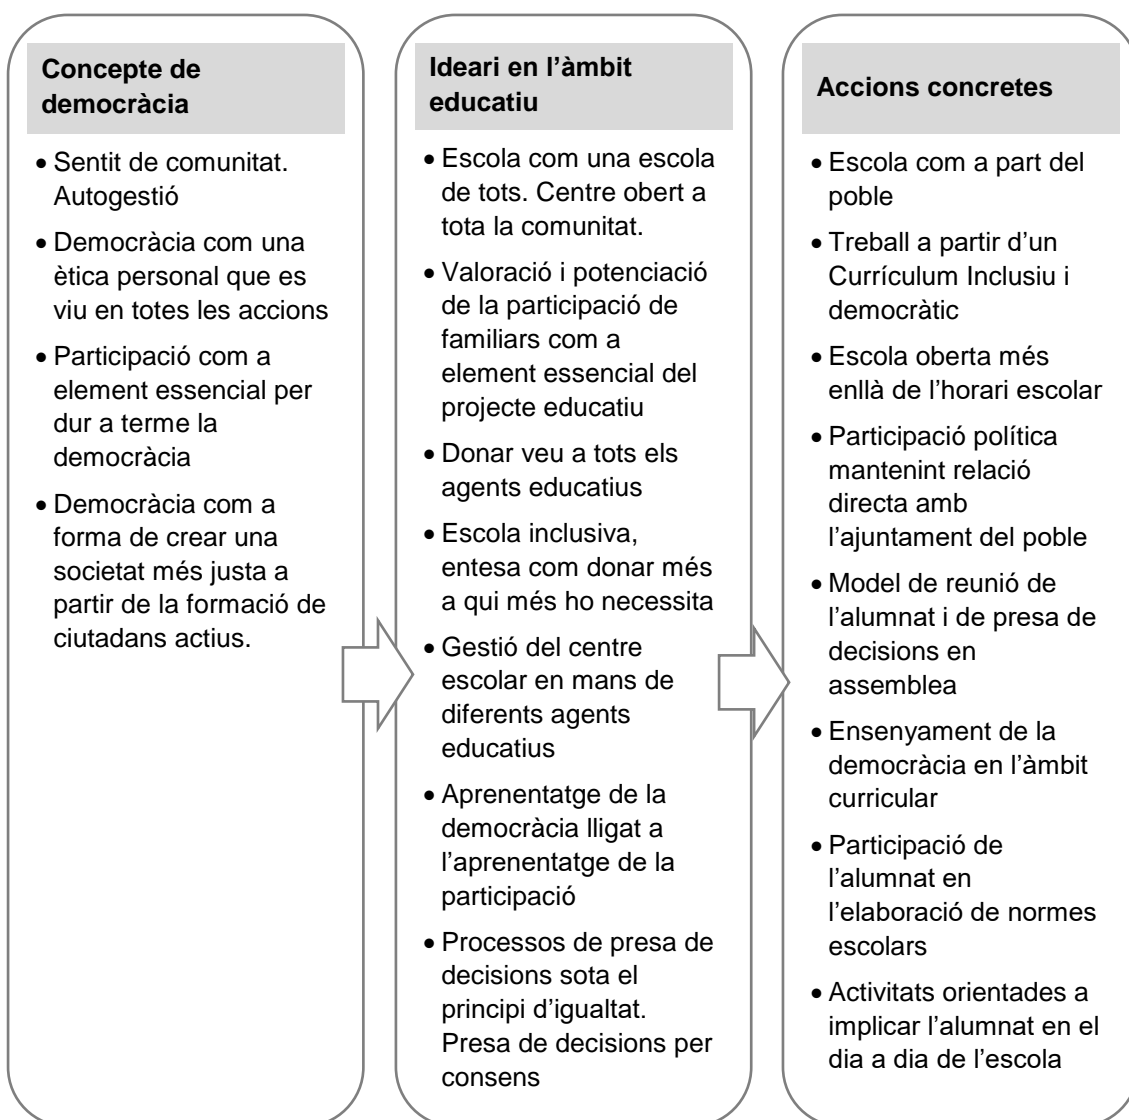 Concepte de
democràcia
• Sentit de comunitat.
Autogestió
• Democràcia com una
ètica personal que es
viu en totes les accions
• Participació com a
element essencial per
dur a terme la
democràcia
• Democràcia com a
forma de crear una
societat més justa a
partir de la formació de
ciutadans actius.
Ideari en l’àmbit
educatiu
• Escola com una escola
de tots. Centre obert a
tota la comunitat.
• Valoració i potenciació
de la participació de
familiars com a
element essencial del
projecte educatiu
• Donar veu a tots els
agents educatius
• Escola inclusiva,
entesa com donar més
a qui més ho necessita
• Gestió del centre
escolar en mans de
diferents agents
educatius
• Aprenentatge de la
democràcia lligat a
l’aprenentatge de la
participació
• Processos de presa de
decisions sota el
principi d’igualtat.
Presa de decisions per
consens
Accions concretes
• Escola com a part del
poble
• Treball a partir d’un
Currículum Inclusiu i
democràtic
• Escola oberta més
enllà de l’horari escolar
• Participació política
mantenint relació
directa amb
l’ajuntament del poble
• Model de reunió de
l’alumnat i de presa de
decisions en
assemblea
• Ensenyament de la
democràcia en l’àmbit
curricular
• Participació de
l’alumnat en
l’elaboració de normes
escolars
• Activitats orientades a
implicar l’alumnat en el
dia a dia de l’escola